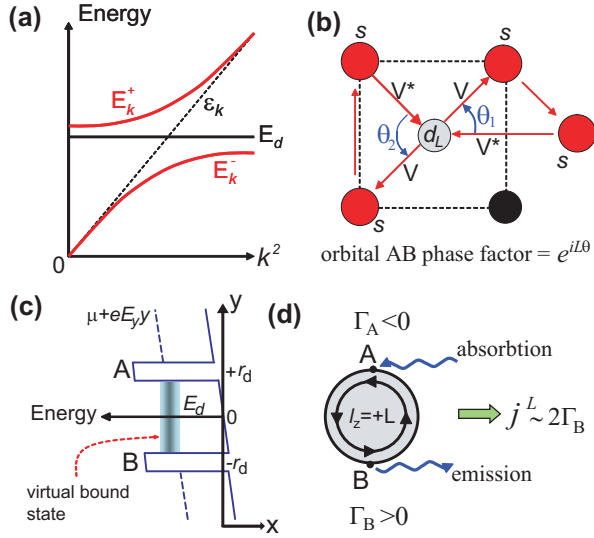 (a)
Energy
E_k^+
ε_k
E_d
E_k^-
0
k^2
(b)
s
s
V*
V
θ_1
θ_2
d_L
V*
s
V
s
orbital AB phase factor = e^{iLθ}
(c)
y
μ+eE_y y
A
+r_d
Energy
E_d
0
B
-r_d
virtual bound
state
x
(d)
Γ_A<0
A
absorbtion
l_z=+L
j^L ~ 2Γ_B
B
emission
Γ_B>0